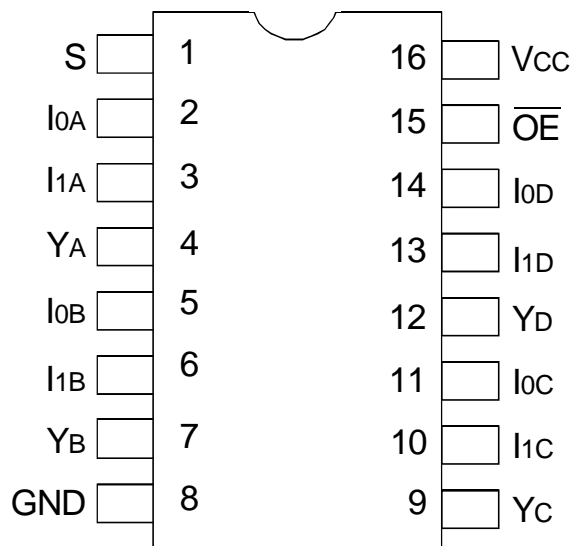 S 1 16 VCC
I0A 2 15 OE
I1A 3 14 I0D
YA 4 13 I1D
I0B 5 12 YD
I1B 6 11 I0C
YB 7 10 I1C
GND 8 9 YC